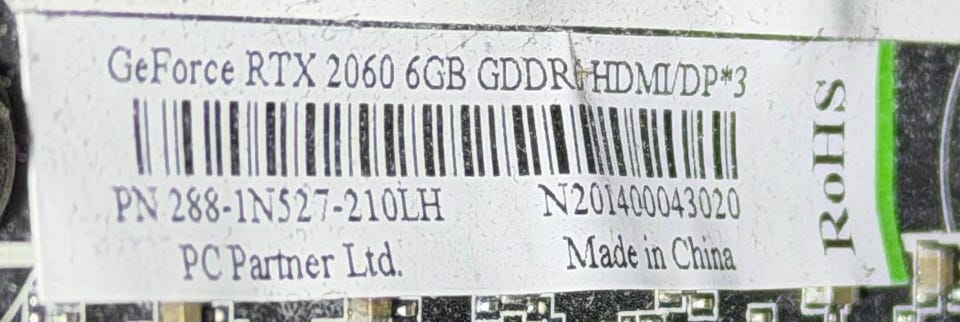 GeForce RTX 2060 6GB GDDR6 HDMI/DP*3
PN 288-1N527-210LH N201400043020
PC Partner Ltd. Made in China
RoHS